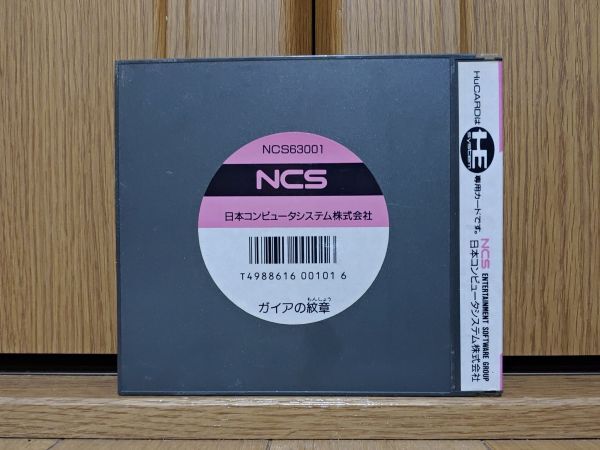 NCS63001
NCS
日本コンピュータシステム株式会社
T4988616 00101 6
もんしょう
ガイアの紋章
HuCARDは
HE
SYSTEM
専用カードです。
NCS ENTERTAINMENT SOFTWARE GROUP
日本コンピュータシステム株式会社